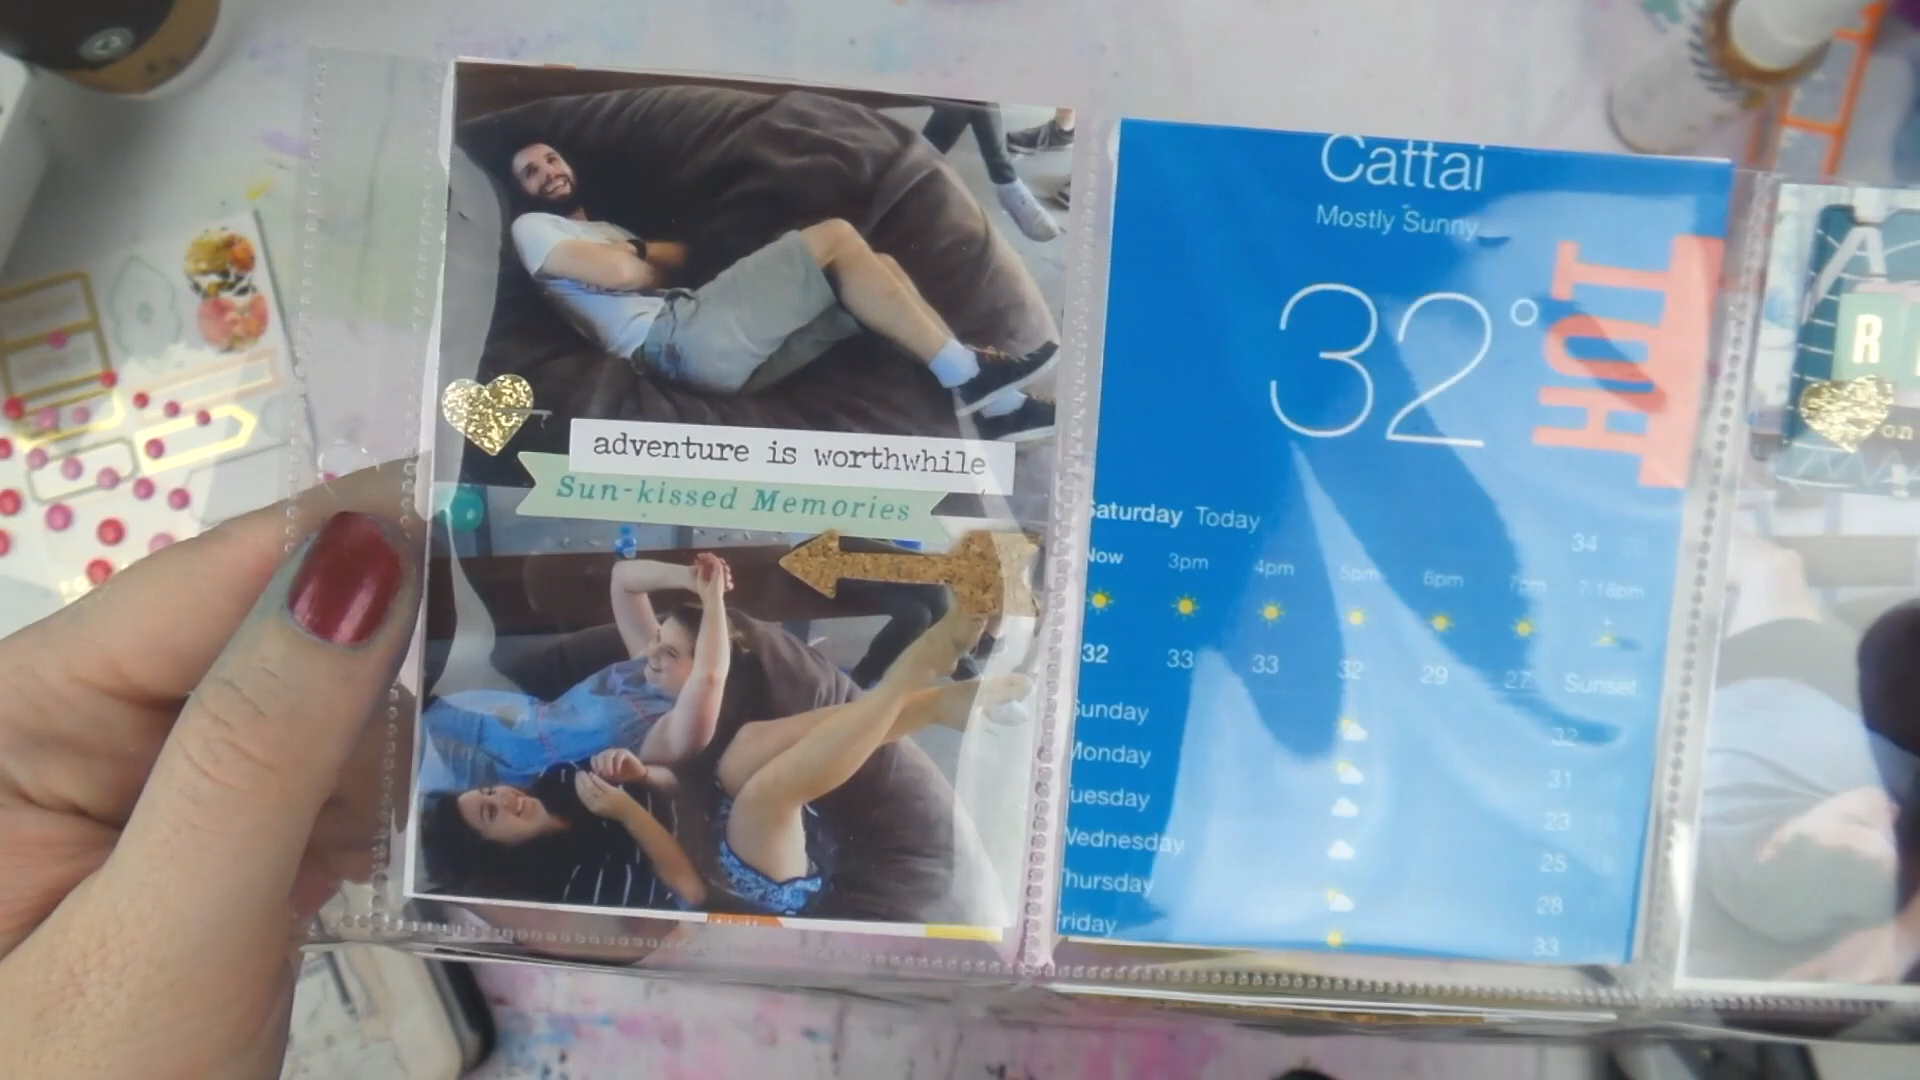 adventure is worthwhile
Sun-kissed Memories
Cattai
Mostly Sunny
32°
HOT
Saturday Today
34
Now 3pm 4pm 5pm 6pm 7pm 7:18pm
32 33 33 32 29 27 Sunset
Sunday 32
Monday 31
Tuesday 23
Wednesday 25
Thursday 28
Friday 33
A
R
on